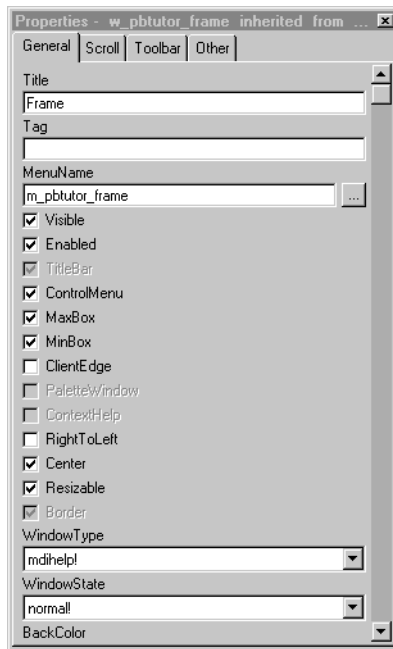 Properties - w_pbtutor_frame inherited from ...
General Scroll Toolbar Other
Title
Frame
Tag
MenuName
m_pbtutor_frame ...
Visible
Enabled
TitleBar
ControlMenu
MaxBox
MinBox
ClientEdge
PaletteWindow
ContextHelp
RightToLeft
Center
Resizable
Border
WindowType
mdihelp!
WindowState
normal!
BackColor